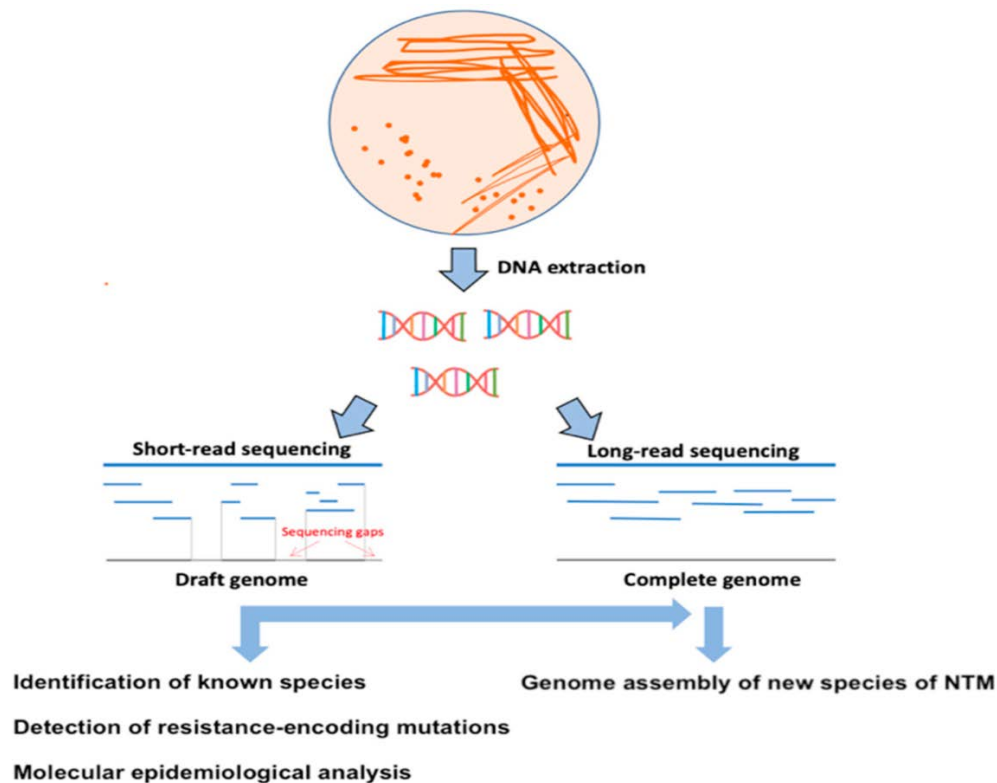 DNA extraction
Short-read sequencing
Long-read sequencing
Sequencing gaps
Draft genome
Complete genome
Identification of known species
Genome assembly of new species of NTM
Detection of resistance-encoding mutations
Molecular epidemiological analysis